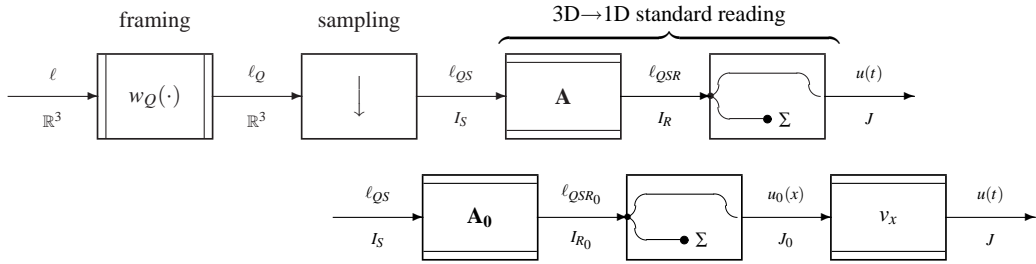 framing sampling 3D→1D standard reading
ℓ w_Q(·) ℓ_Q ↓ ℓ_QS A ℓ_QSR Σ u(t)
ℝ³ ℝ³ I_S I_R J
ℓ_QS A₀ ℓ_QSR₀ Σ u₀(x) v_x u(t)
I_S I_R₀ J₀ J